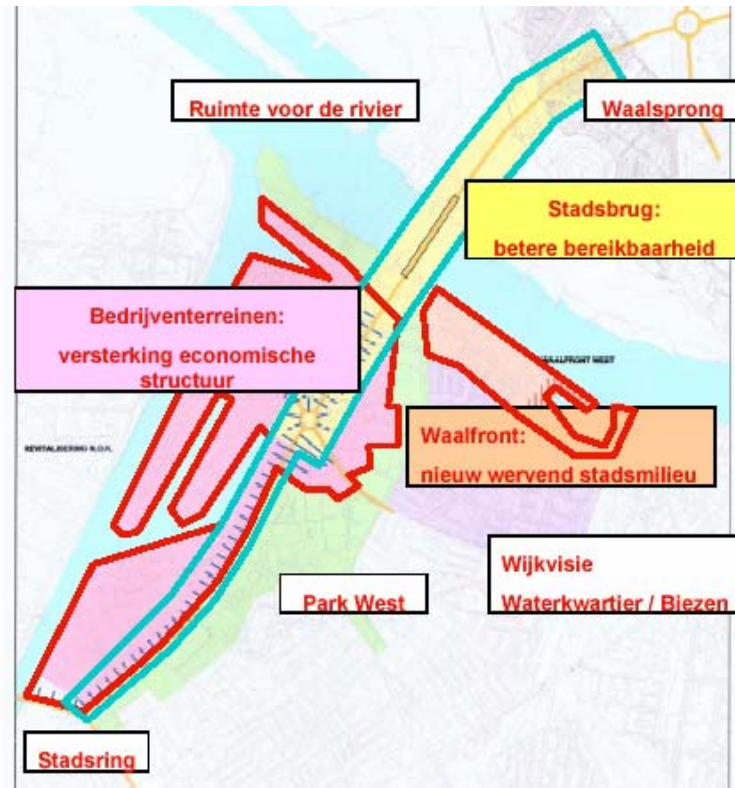 Ruimte voor de rivier
Waalsprong
Stadsbrug:
betere bereikbaarheid
Bedrijventerreinen:
versterking economische
structuur
WAALFRONT WEST
Waalfront:
nieuw wervend stadsmilieu
REVITALISERING N.O.K.
Wijkvisie
Waterkwartier / Biezen
Park West
Stadsring